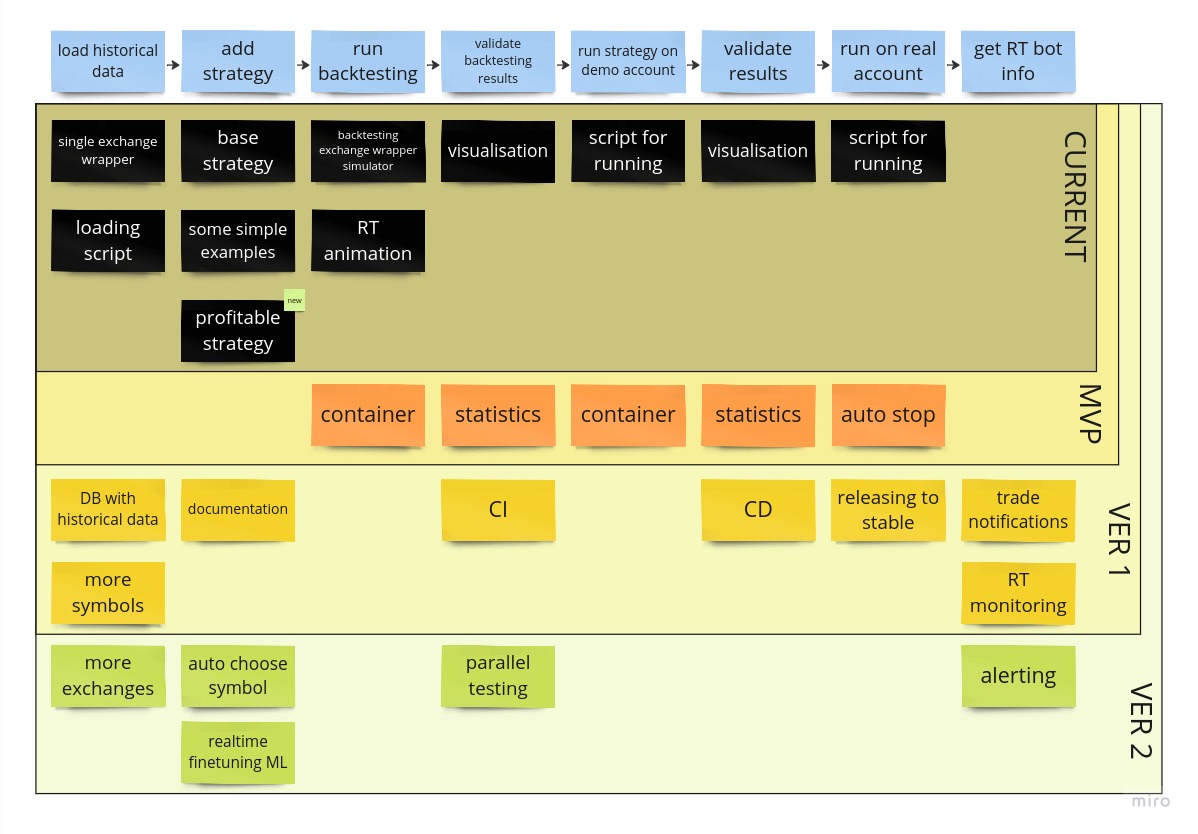 load historical
data
add
strategy
run
backtesting
validate
backtesting
results
run strategy on
demo account
validate
results
run on real
account
get RT bot
info
single exchange
wrapper
base
strategy
backtesting
exchange wrapper
simulator
visualisation
script for
running
visualisation
script for
running
CURRENT
loading
script
some simple
examples
RT
animation
new
profitable
strategy
container
statistics
container
statistics
auto stop
MVP
DB with
historical data
documentation
CI
CD
releasing to
stable
trade
notifications
VER 1
more
symbols
RT
monitoring
more
exchanges
auto choose
symbol
parallel
testing
alerting
VER 2
realtime
finetuning ML
miro